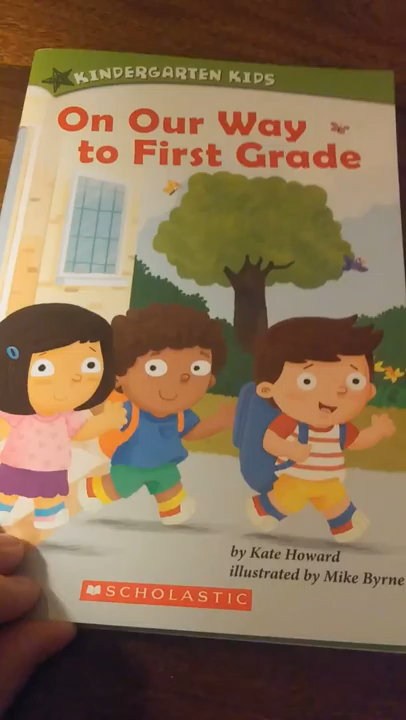 KINDERGARTEN KIDS
On Our Way
to First Grade
by Kate Howard
illustrated by Mike Byrne
SCHOLASTIC